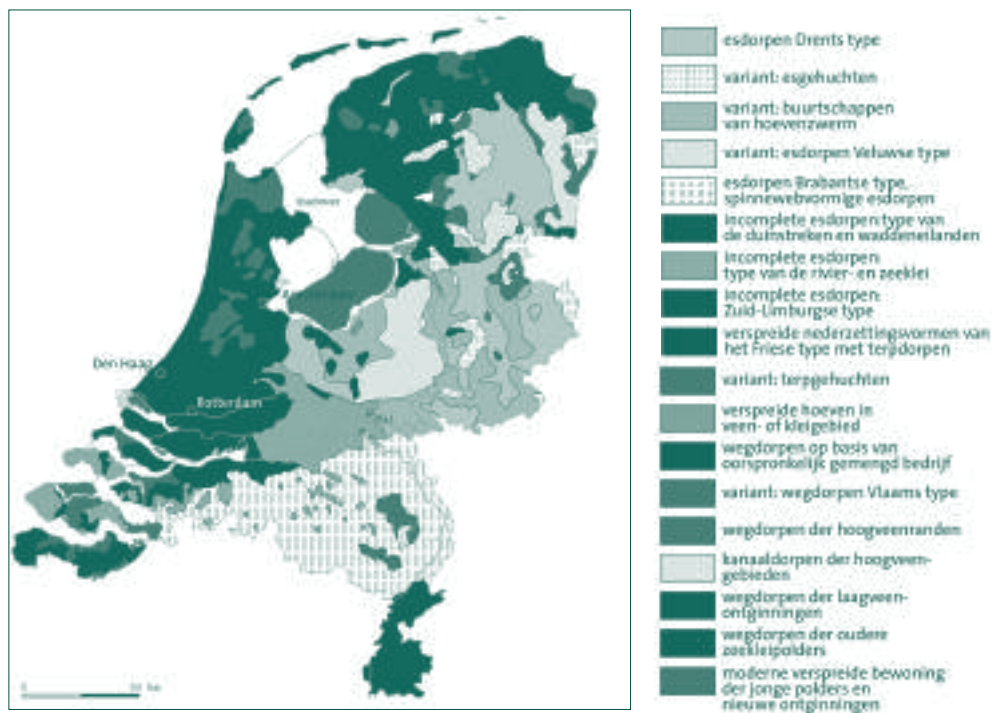 Den Haag
Rotterdam
0
km
esdorpen Drents type
variant: esgehuchten
variant: buurtschappen
van hoevenzwerm
variant: esdorpen Veluwse type
esdorpen Brabantse type,
spinnewebvormige esdorpen
incomplete esdorpen: type van
de duinstreken en waddeneilanden
incomplete esdorpen:
type van de rivier- en zeeklei
incomplete esdorpen:
Zuid-Limburgse type
verspreide nederzettingsvormen van
het Friese type met terpdorpen
variant: terpgehuchten
verspreide hoeven in
veen- of kleigebied
wegdorpen op basis van
oorspronkelijk gemengd bedrijf
variant: wegdorpen Vlaams type
wegdorpen der hoogveenranden
kanaaldorpen der hoogveen-
gebieden
wegdorpen der laagveen-
ontginningen
wegdorpen der oudere
zeekleipolders
moderne verspreide bewoning
der jonge polders en
nieuwe ontginningen